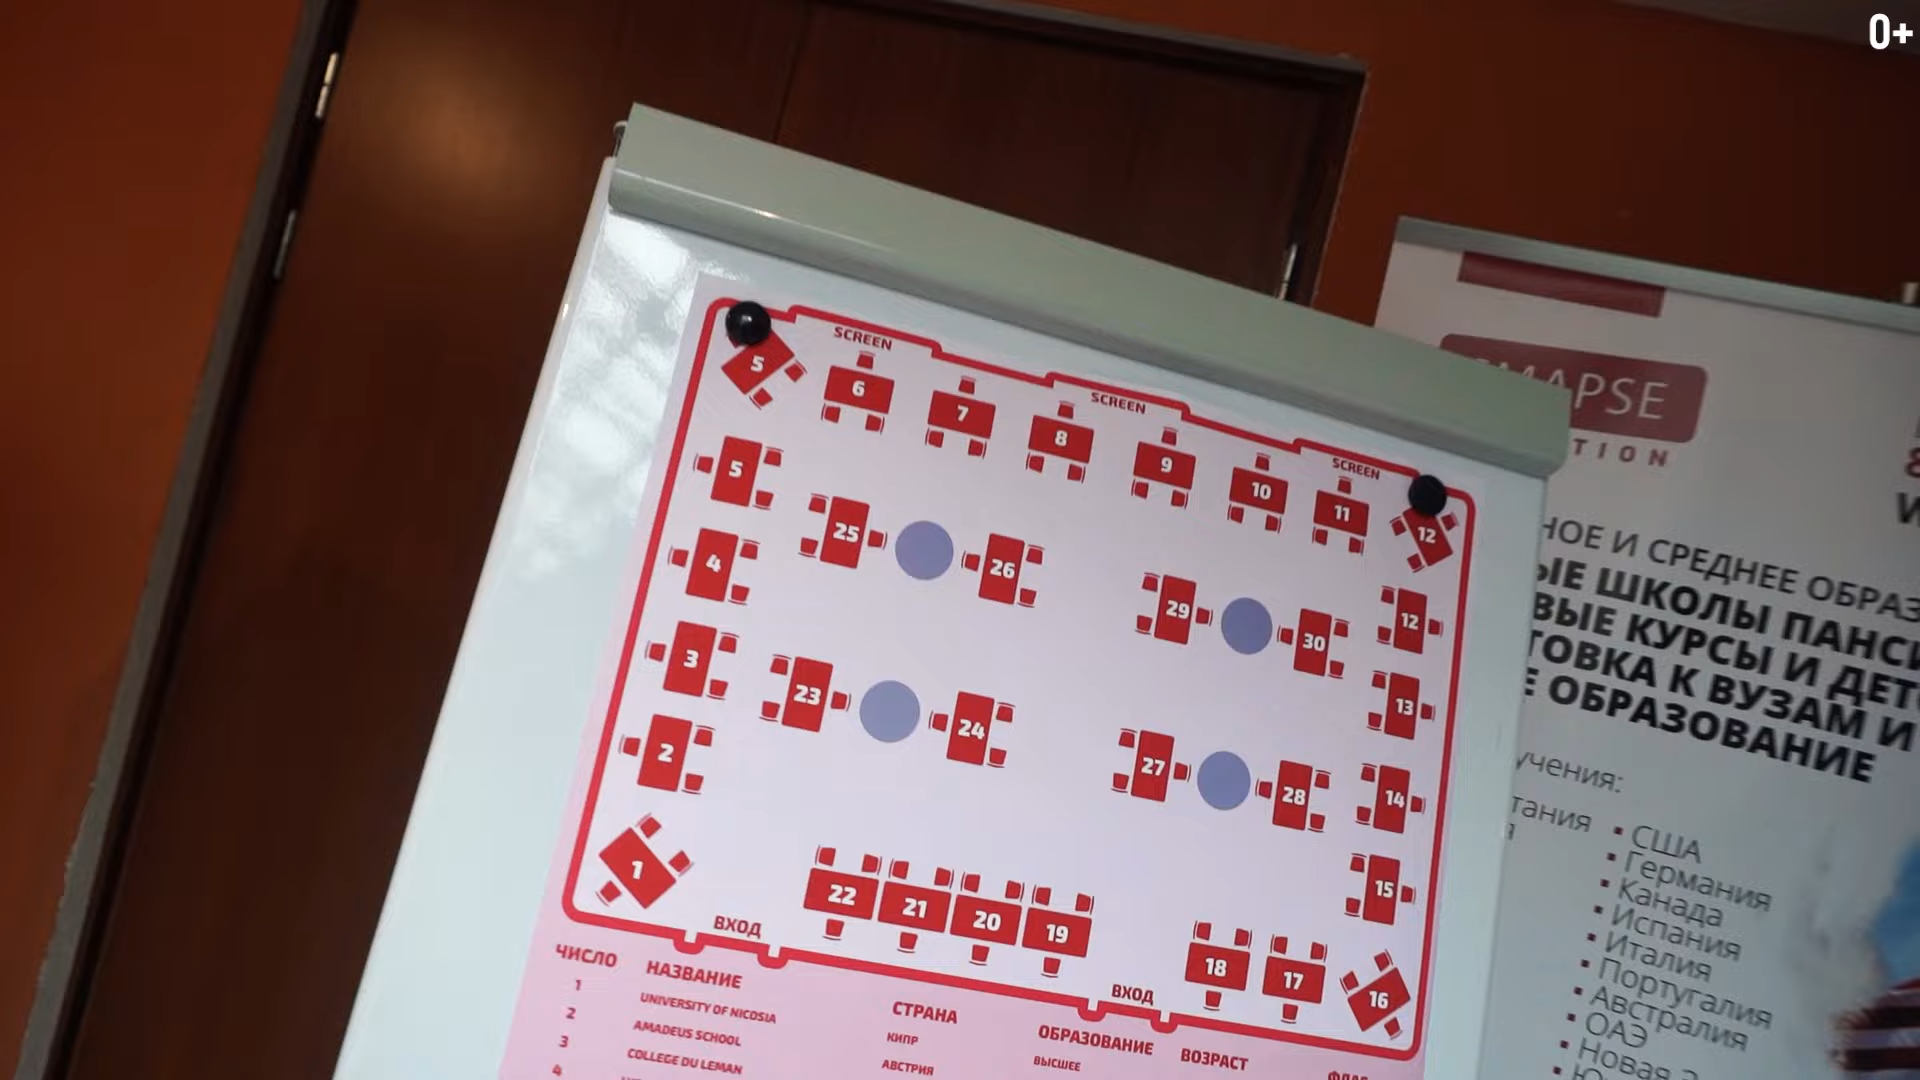 0+
SCREEN
SCREEN
SCREEN
5
6
7
8
9
10
11
12
5
4
3
2
1
25
26
23
24
29
30
27
28
12
13
14
15
16
22
21
20
19
18
17
ВХОД
ВХОД
ЧИСЛО НАЗВАНИЕ СТРАНА ОБРАЗОВАНИЕ ВОЗРАСТ
1 UNIVERSITY OF NICOSIA КИПР ВЫСШЕЕ
2 AMADEUS SCHOOL АВСТРИЯ
3 COLLEGE DU LEMAN
4
MAPSE
TION
НОЕ И СРЕДНЕЕ ОБРАЗ
ЫЕ ШКОЛЫ ПАНСИ
ВЫЕ КУРСЫ И ДЕТ
ТОВКА К ВУЗАМ И
Е ОБРАЗОВАНИЕ
учения:
тания
США
Германия
Канада
Испания
Италия
Португалия
Австралия
ОАЭ
Новая